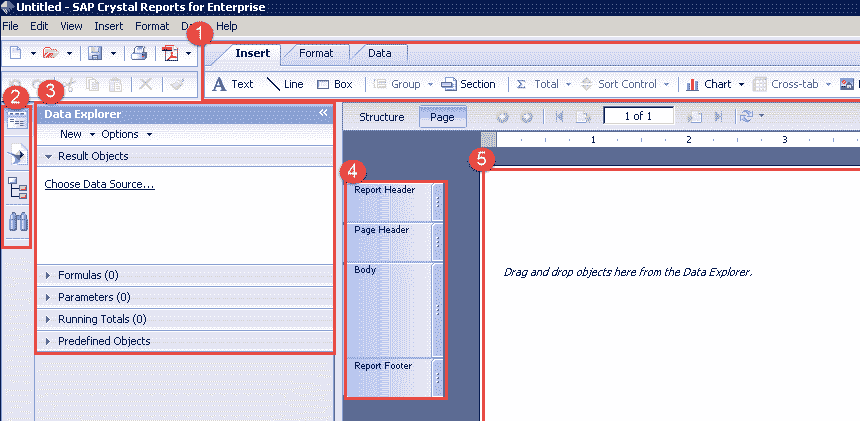 Untitled - SAP Crystal Reports for Enterprise
File Edit View Insert Format Help
1
Insert Format Data
Text Line Box Group Section Total Sort Control Chart Cross-tab
2
3
Data Explorer
Structure Page 1 of 1
New Options
1 2 3
Result Objects
4
5
Choose Data Source...
Report Header
Page Header
Body
Drag and drop objects here from the Data Explorer.
Formulas (0)
Parameters (0)
Running Totals (0)
Predefined Objects
Report Footer